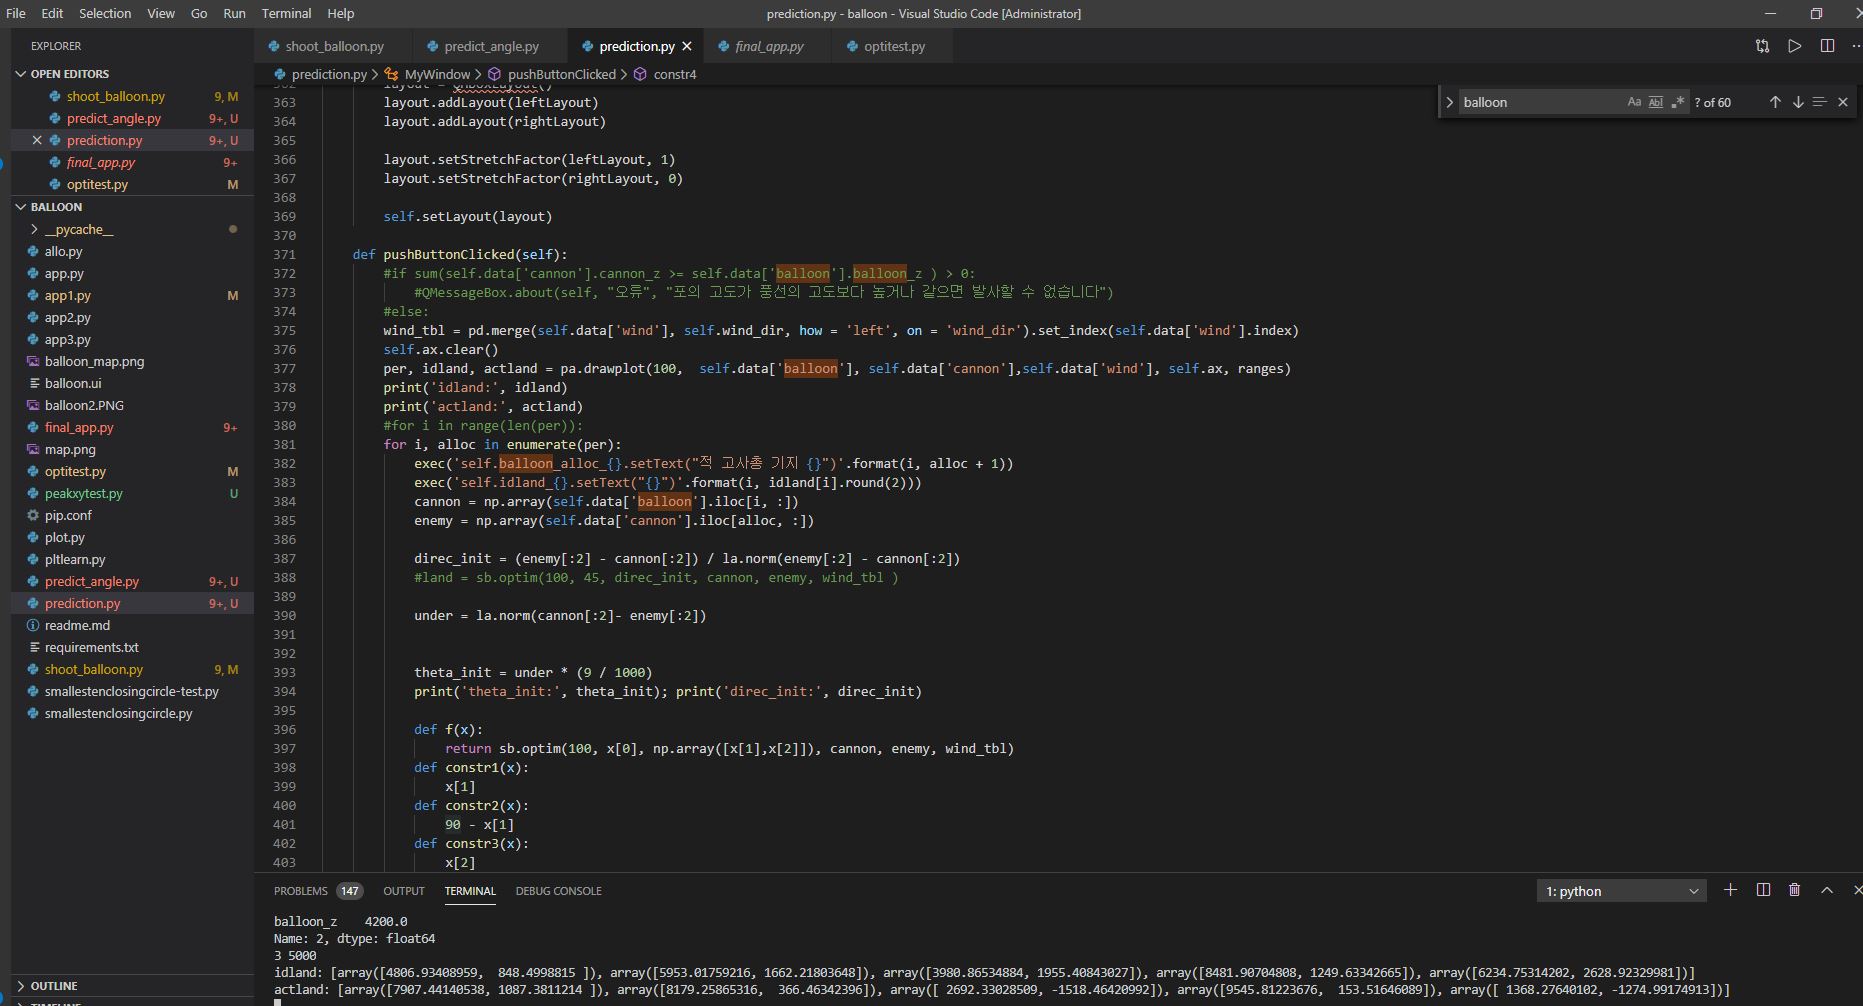 File Edit Selection View Go Run Terminal Help
prediction.py - balloon - Visual Studio Code [Administrator]
EXPLORER
OPEN EDITORS
shoot_balloon.py 9, M
predict_angle.py 9+, U
prediction.py 9+, U
final_app.py 9+
optitest.py M
BALLOON
__pycache__
allo.py
app.py
app1.py M
app2.py
app3.py
balloon_map.png
balloon.ui
balloon2.PNG
final_app.py 9+
map.png
optitest.py M
peakxytest.py U
pip.conf
plot.py
pltlearn.py
predict_angle.py 9+, U
prediction.py 9+, U
readme.md
requirements.txt
shoot_balloon.py 9, M
smallestenclosingcircle-test.py
smallestenclosingcircle.py
OUTLINE
TIMELINE
shoot_balloon.py predict_angle.py prediction.py final_app.py optitest.py
prediction.py > MyWindow > pushButtonClicked > constr4
balloon Aa Abl .* ? of 60
362 layout = QHBoxLayout()
363 layout.addLayout(leftLayout)
364 layout.addLayout(rightLayout)
365
366 layout.setStretchFactor(leftLayout, 1)
367 layout.setStretchFactor(rightLayout, 0)
368
369 self.setLayout(layout)
370
371 def pushButtonClicked(self):
372 #if sum(self.data['cannon'].cannon_z >= self.data['balloon'].balloon_z ) > 0:
373 #QMessageBox.about(self, "오류", "포의 고도가 풍선의 고도보다 높거나 같으면 발사할 수 없습니다")
374 #else:
375 wind_tbl = pd.merge(self.data['wind'], self.wind_dir, how = 'left', on = 'wind_dir').set_index(self.data['wind'].index)
376 self.ax.clear()
377 per, idland, actland = pa.drawplot(100,  self.data['balloon'], self.data['cannon'],self.data['wind'], self.ax, ranges)
378 print('idland:', idland)
379 print('actland:', actland)
380 #for i in range(len(per)):
381 for i, alloc in enumerate(per):
382 exec('self.balloon_alloc_{}.setText("적 고사총 기지 {}")'.format(i, alloc + 1))
383 exec('self.idland_{}.setText("{}")'.format(i, idland[i].round(2)))
384 cannon = np.array(self.data['balloon'].iloc[i, :])
385 enemy = np.array(self.data['cannon'].iloc[alloc, :])
386
387 direc_init = (enemy[:2] - cannon[:2]) / la.norm(enemy[:2] - cannon[:2])
388 #land = sb.optim(100, 45, direc_init, cannon, enemy, wind_tbl )
389
390 under = la.norm(cannon[:2]- enemy[:2])
391
392
393 theta_init = under * (9 / 1000)
394 print('theta_init:', theta_init); print('direc_init:', direc_init)
395
396 def f(x):
397 return sb.optim(100, x[0], np.array([x[1],x[2]]), cannon, enemy, wind_tbl)
398 def constr1(x):
399 x[1]
400 def constr2(x):
401 90 - x[1]
402 def constr3(x):
403 x[2]
PROBLEMS 147 OUTPUT TERMINAL DEBUG CONSOLE 1: python
balloon_z    4200.0
Name: 2, dtype: float64
3 5000
idland: [array([4806.93408959,  848.4998815 ]), array([5953.01759216, 1662.21803648]), array([3980.86534884, 1955.40843027]), array([8481.90704808, 1249.63342665]), array([6234.75314202, 2628.92329981])]
actland: [array([7907.44140538, 1087.3811214 ]), array([8179.25865316,  366.46342396]), array([ 2692.33028509, -1518.46420992]), array([9545.81223676,  153.51646089]), array([ 1368.27640102, -1274.99174913])]